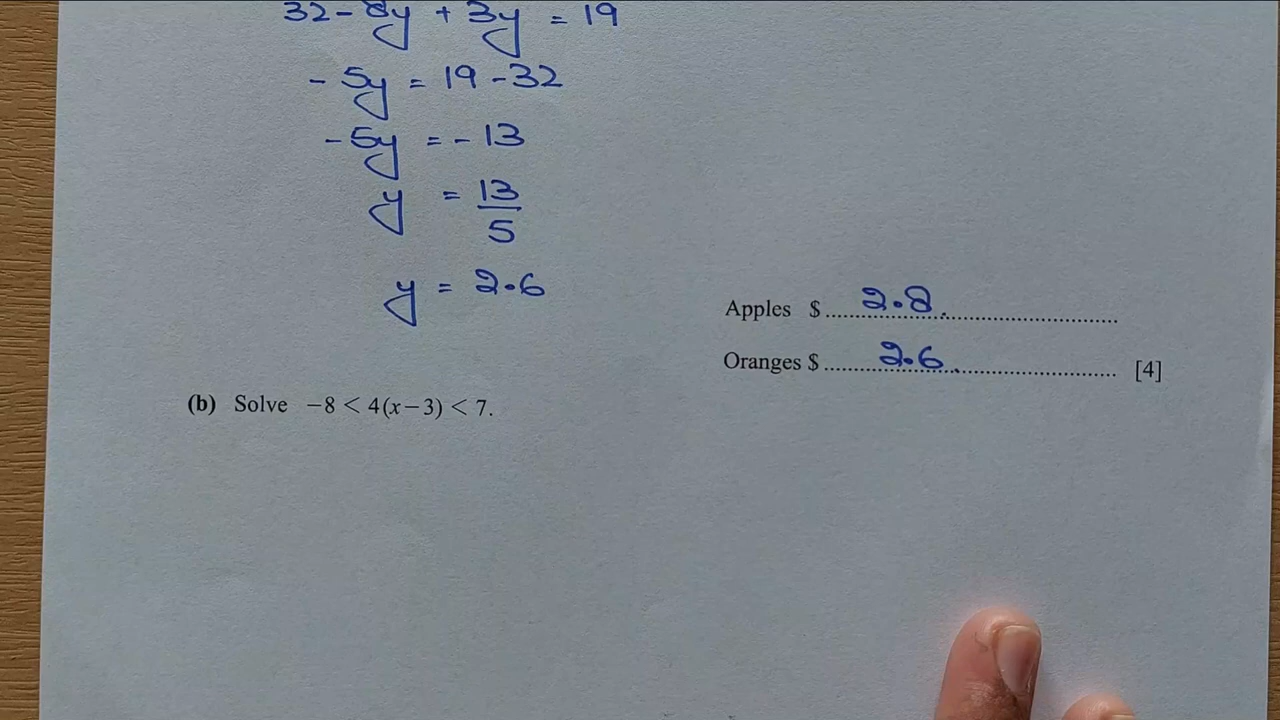 32 - 8y + 3y = 19
- 5y = 19 - 32
- 5y = - 13
y = 13/5
y = 2.6
Apples $ 2.8
Oranges $ 2.6 [4]
(b) Solve −8 < 4(x − 3) < 7.